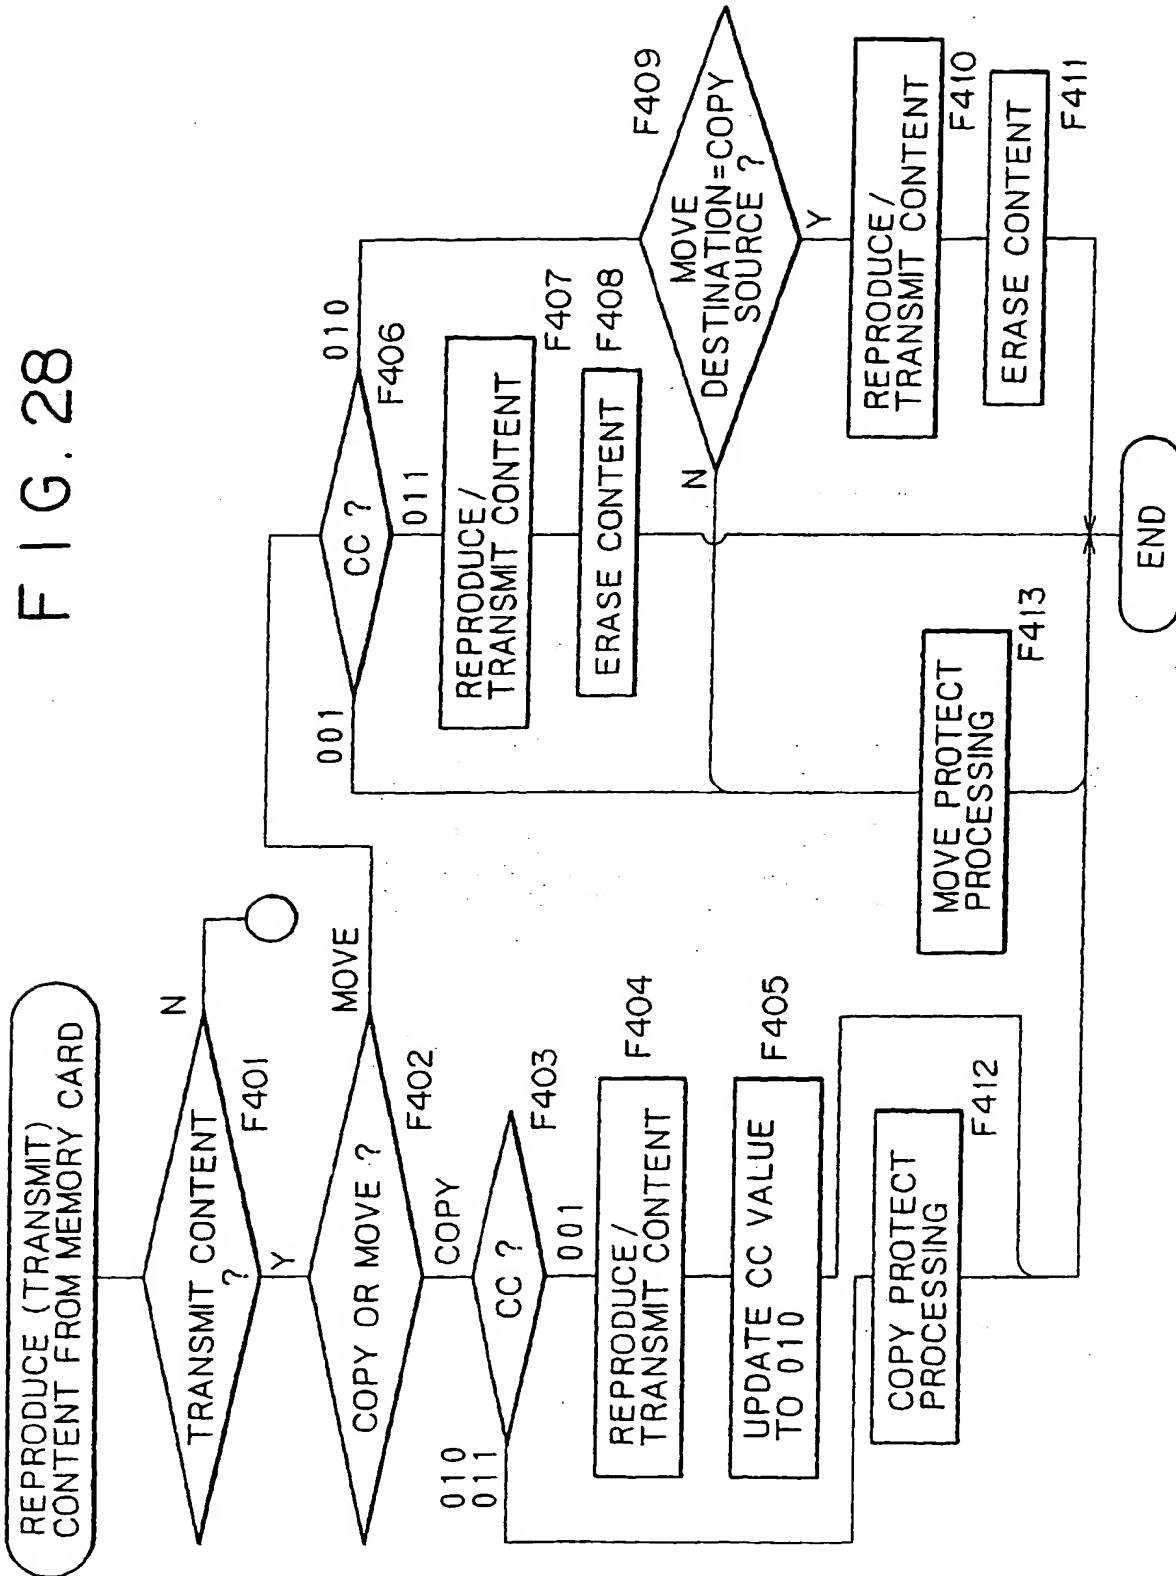 FIG. 28
REPRODUCE (TRANSMIT)
CONTENT FROM MEMORY CARD
TRANSMIT CONTENT
?
F401
N
Y
COPY OR MOVE ?
F402
MOVE
COPY
CC ?
F403
010
011
001
REPRODUCE/
TRANSMIT CONTENT
F404
UPDATE CC VALUE
TO 010
F405
COPY PROTECT
PROCESSING
F412
CC ?
F406
001
011
010
REPRODUCE/
TRANSMIT CONTENT
F407
ERASE CONTENT
F408
MOVE
DESTINATION=COPY
SOURCE ?
F409
N
Y
REPRODUCE/
TRANSMIT CONTENT
F410
ERASE CONTENT
F411
MOVE PROTECT
PROCESSING
F413
END